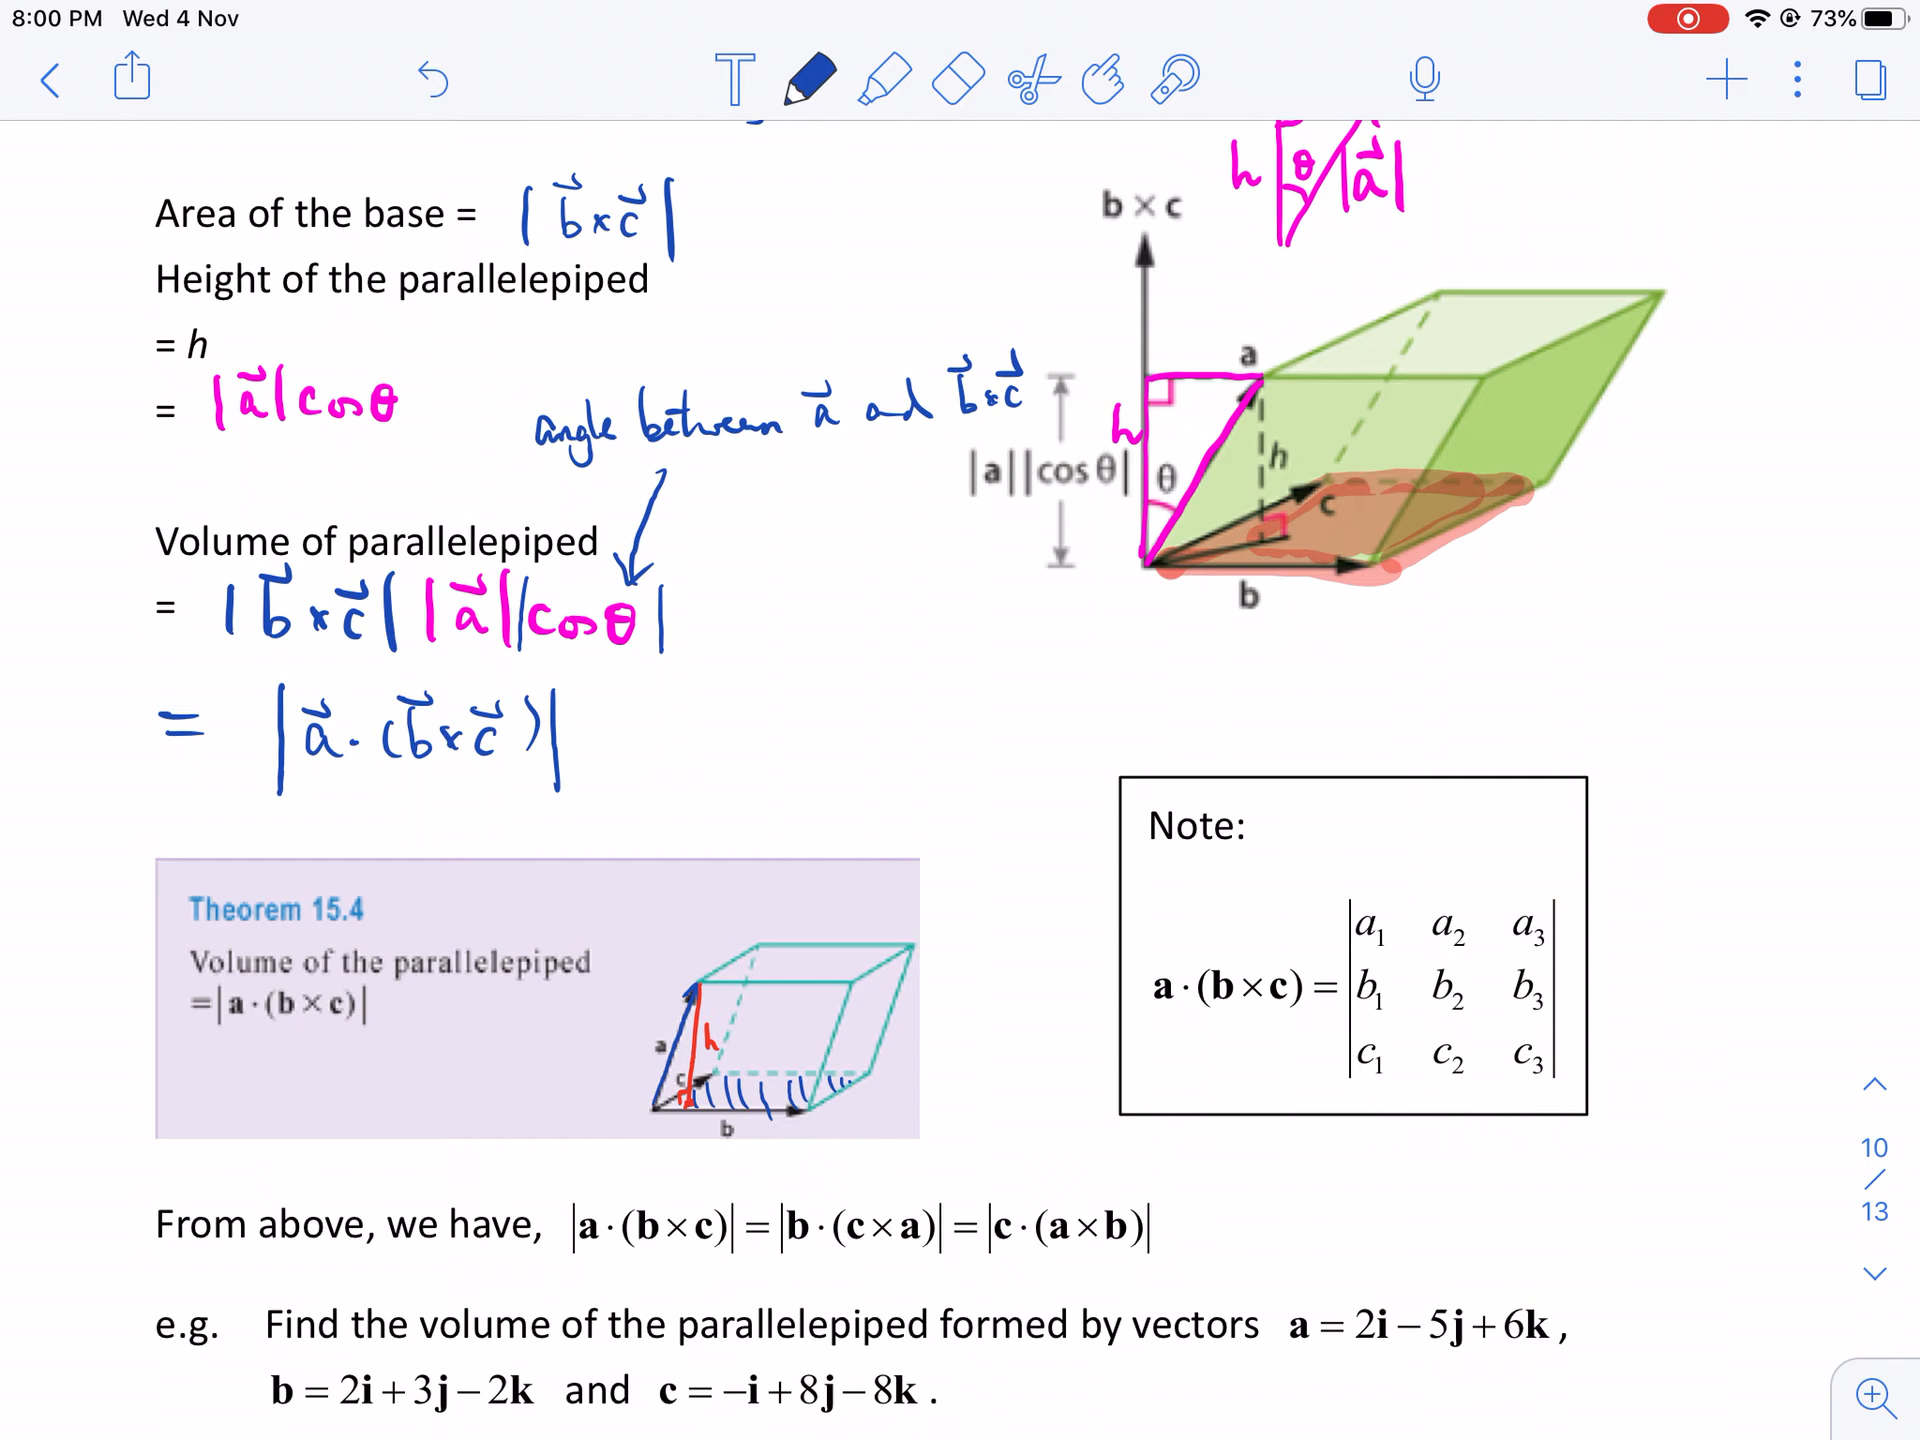 8:00 PM Wed 4 Nov
73%
T
h θ |a⃗|
Area of the base = |b⃗×c⃗|
Height of the parallelepiped
= h
= |a⃗|cosθ
angle between a⃗ and b⃗×c⃗
Volume of parallelepiped
= |b⃗×c⃗||a⃗||cosθ|
= |a⃗·(b⃗×c⃗)|
b × c
a
h
|a||cos θ|
θ
h
c
b
Theorem 15.4
Volume of the parallelepiped
=|a·(b×c)|
a
h
c
b
Note:
a·(b×c) = |a₁ a₂ a₃|
|b₁ b₂ b₃|
|c₁ c₂ c₃|
From above, we have, |a·(b×c)| = |b·(c×a)| = |c·(a×b)|
e.g. Find the volume of the parallelepiped formed by vectors a = 2i − 5j + 6k ,
b = 2i + 3j − 2k and c = −i + 8j − 8k .
10
/
13